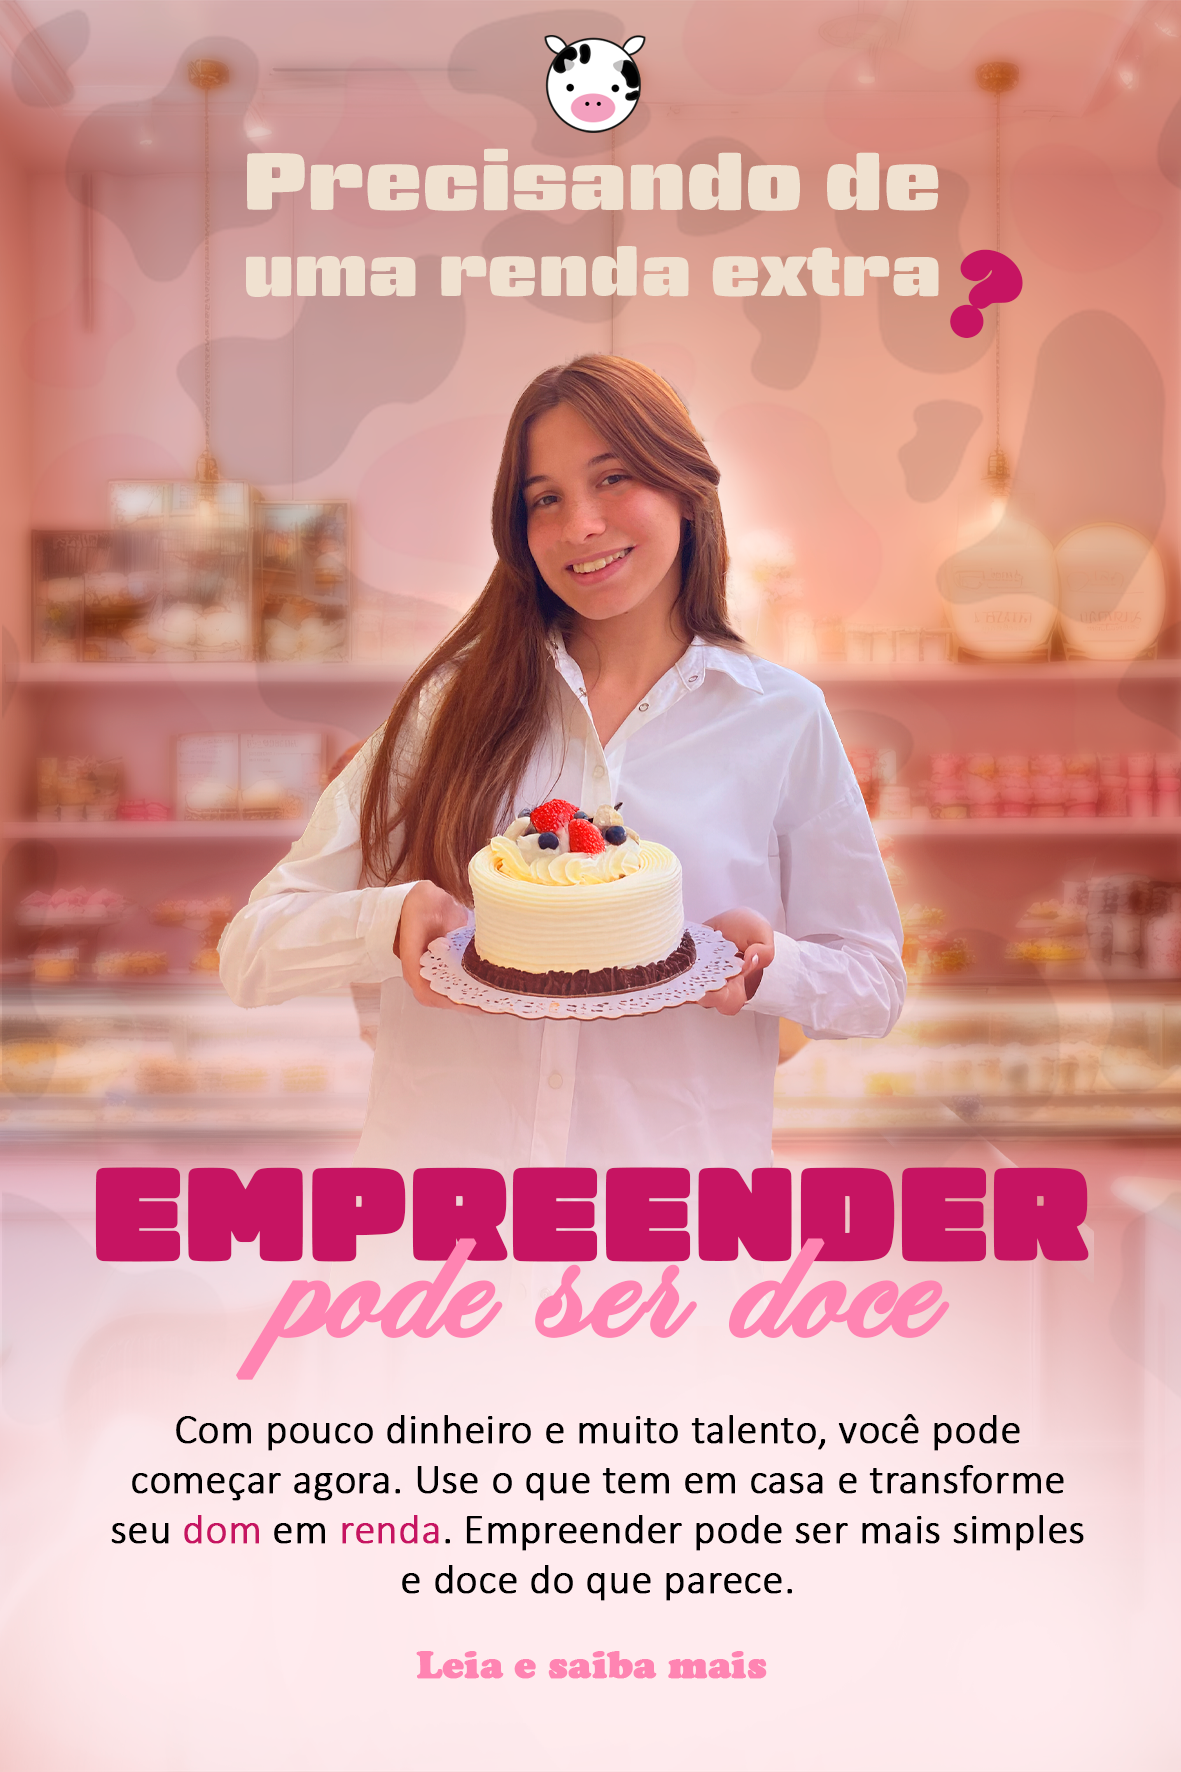 Precisando de
uma renda extra?
EMPREENDER
pode ser doce
Com pouco dinheiro e muito talento, você pode
começar agora. Use o que tem em casa e transforme
seu dom em renda. Empreender pode ser mais simples
e doce do que parece.
Leia e saiba mais